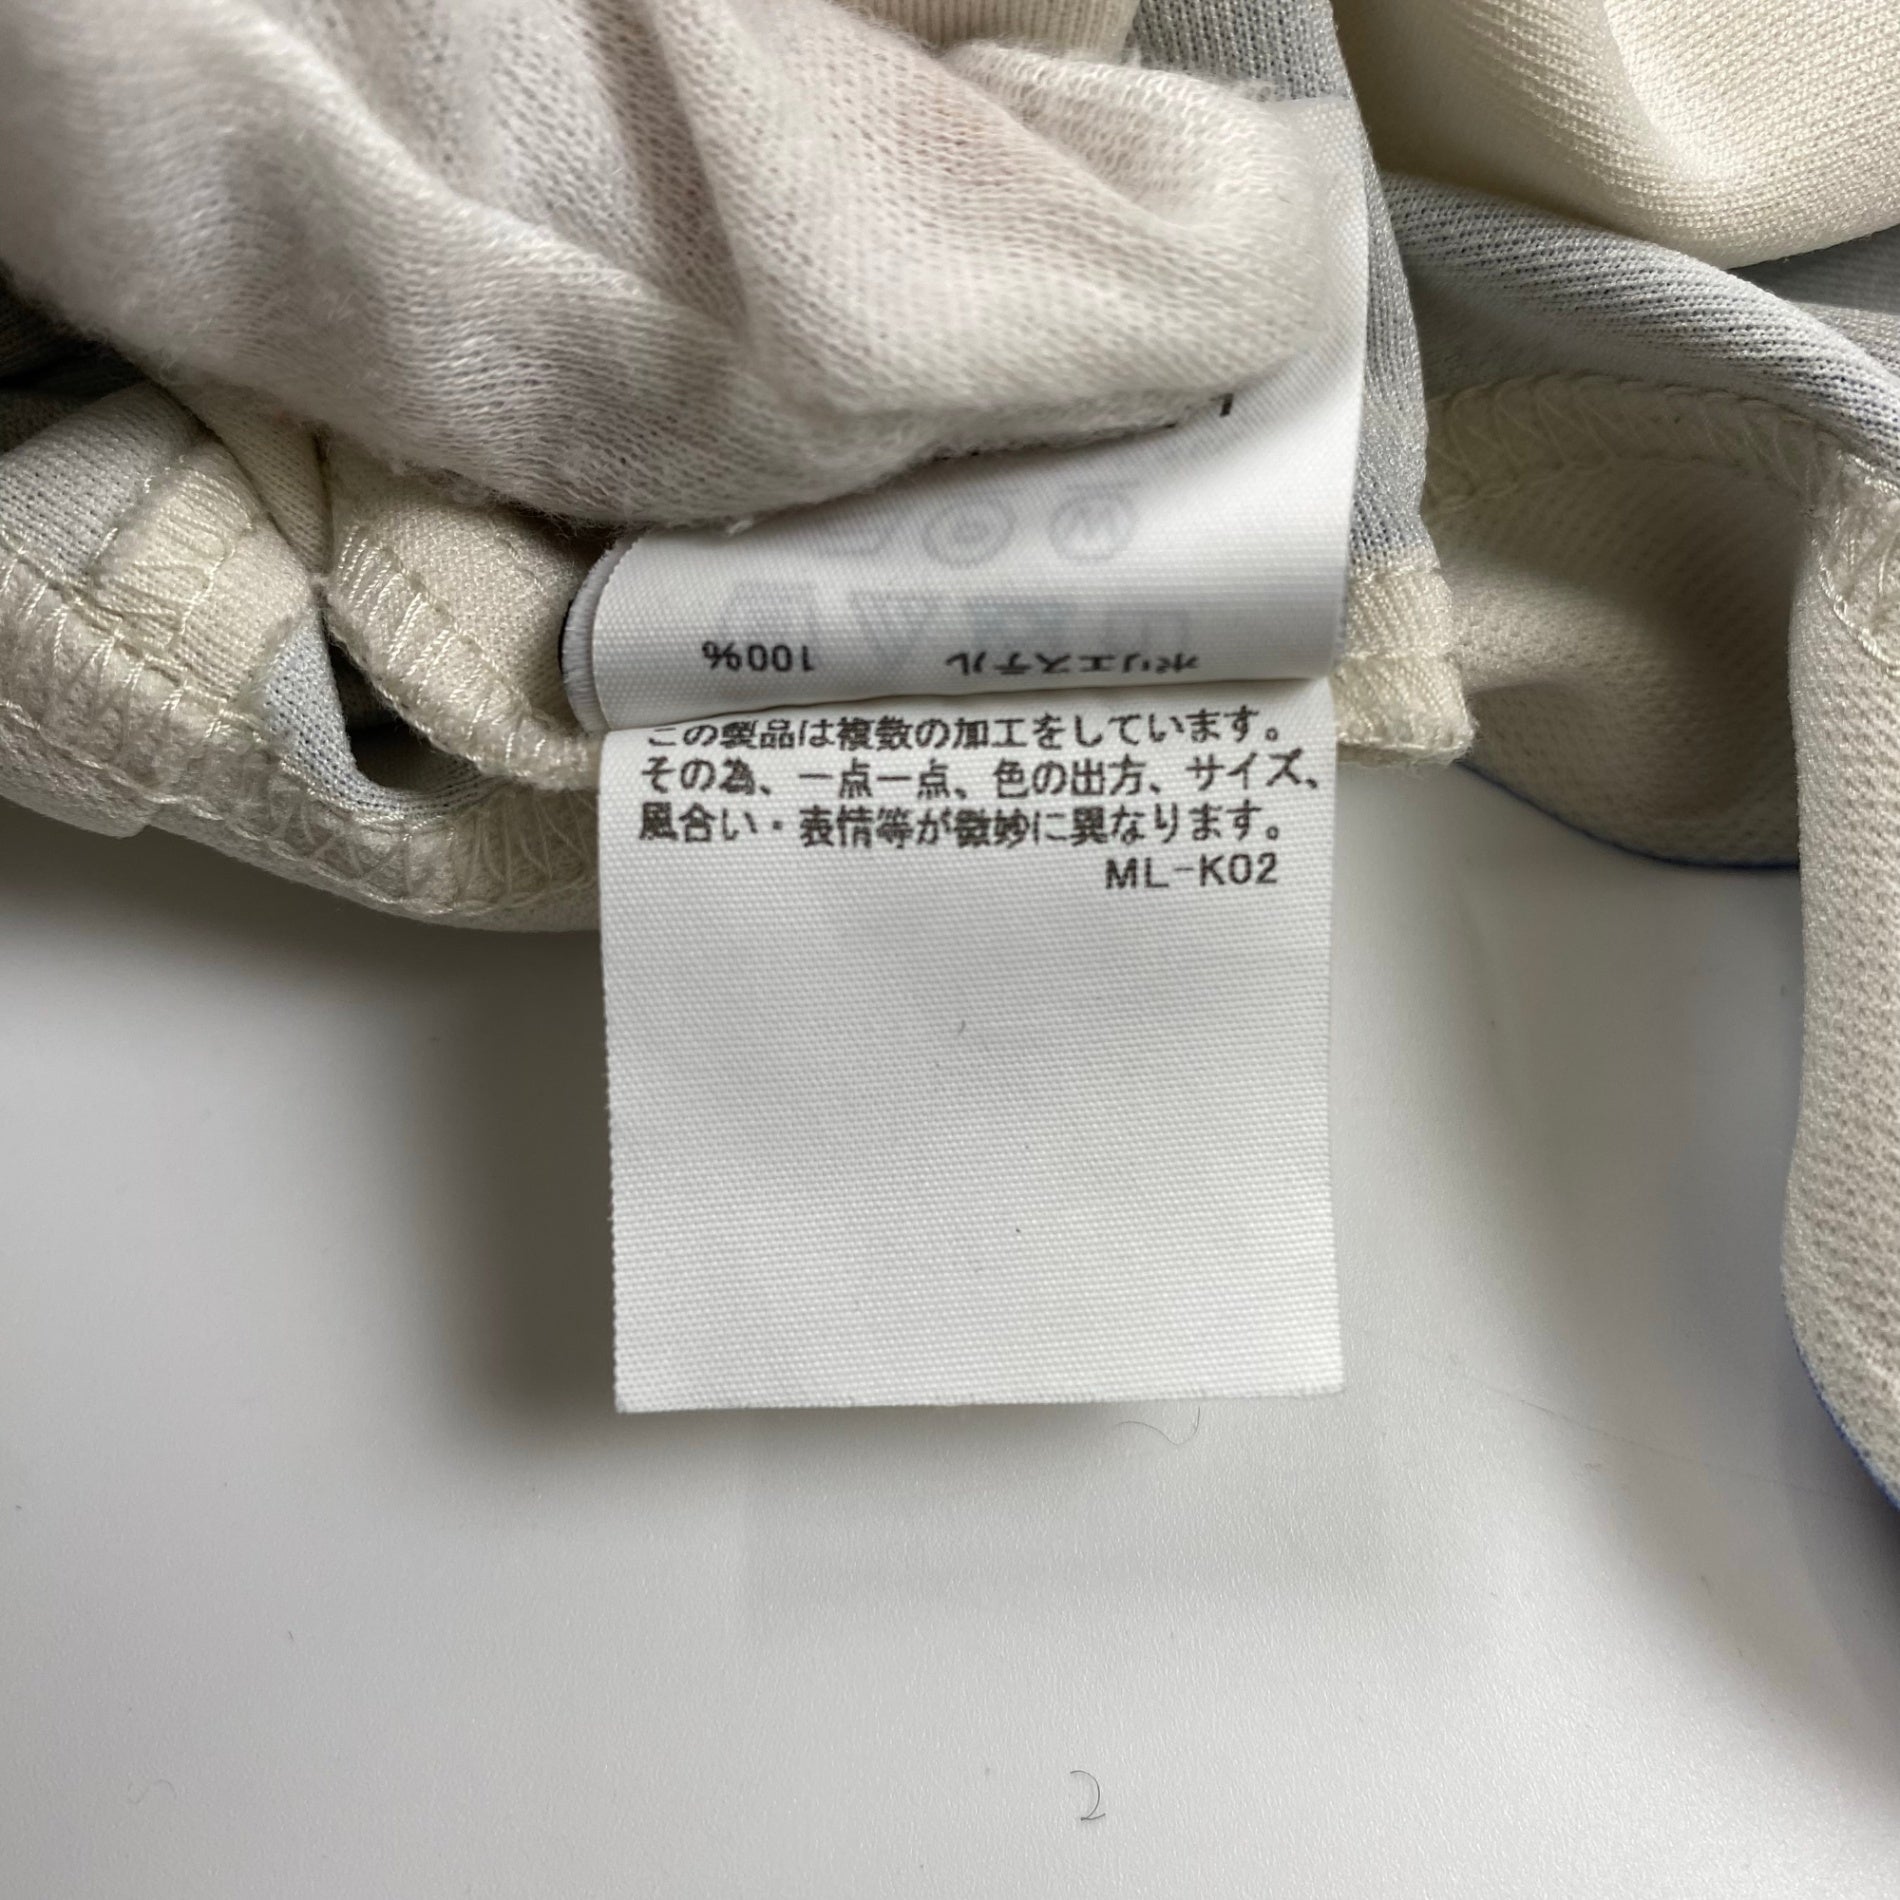 ポリエステル 100%
この製品は複数の加工をしています。
その為、一点一点、色の出方、サイズ、
風合い・表情等が微妙に異なります。
ML-K02